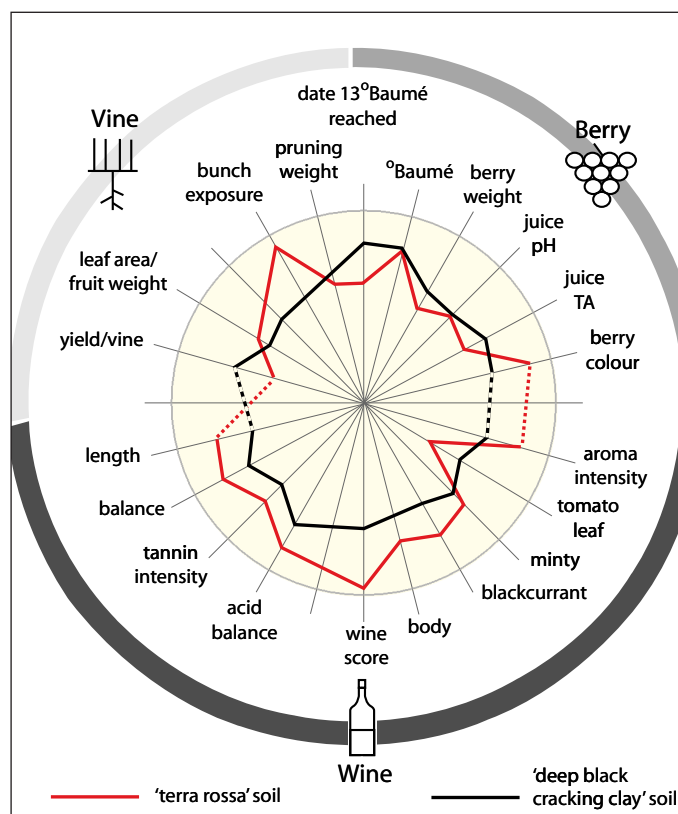 date 13°Baumé
reached
Vine
Berry
pruning
weight
°Baumé
bunch
exposure
berry
weight
juice
pH
leaf area/
fruit weight
juice
TA
yield/vine
berry
colour
length
aroma
intensity
balance
tomato
leaf
tannin
intensity
minty
blackcurrant
acid
balance
body
wine
score
Wine
'terra rossa' soil
'deep black
cracking clay' soil